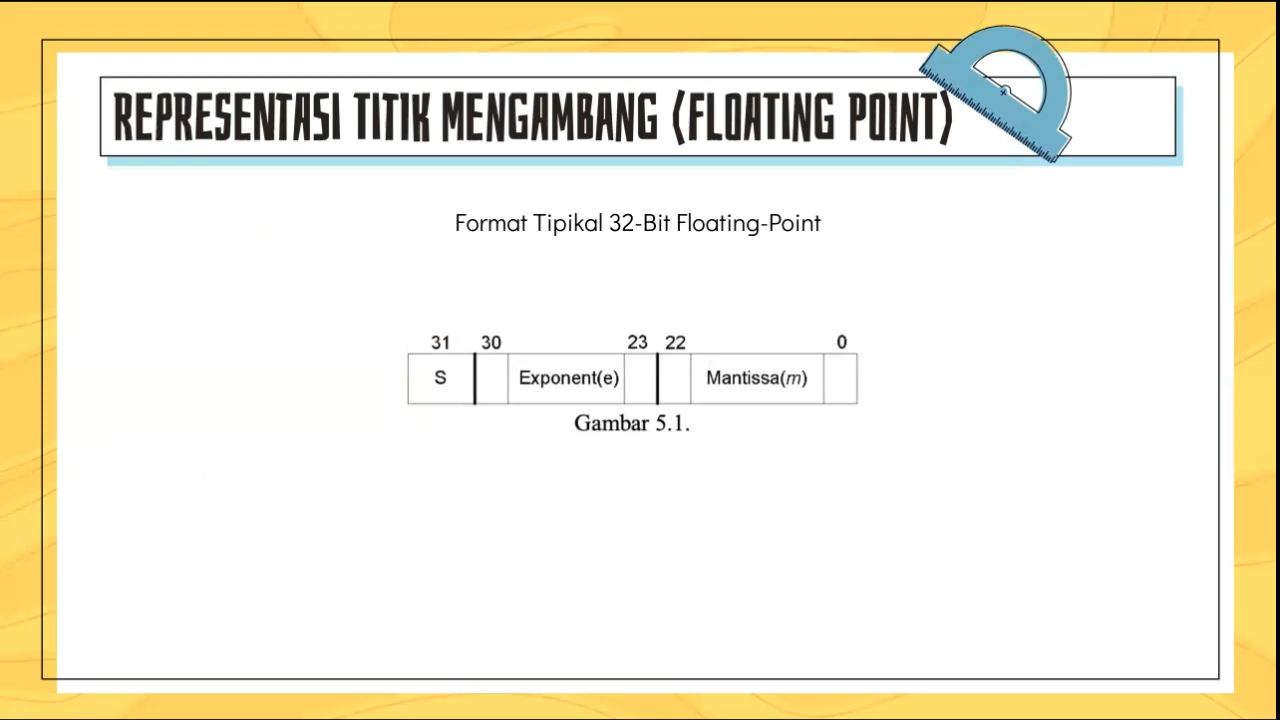 REPRESENTASI TITIK MENGAMBANG (FLOATING POINT)
Format Tipikal 32-Bit Floating-Point
31 30 23 22 0
S Exponent(e) Mantissa(m)
Gambar 5.1.